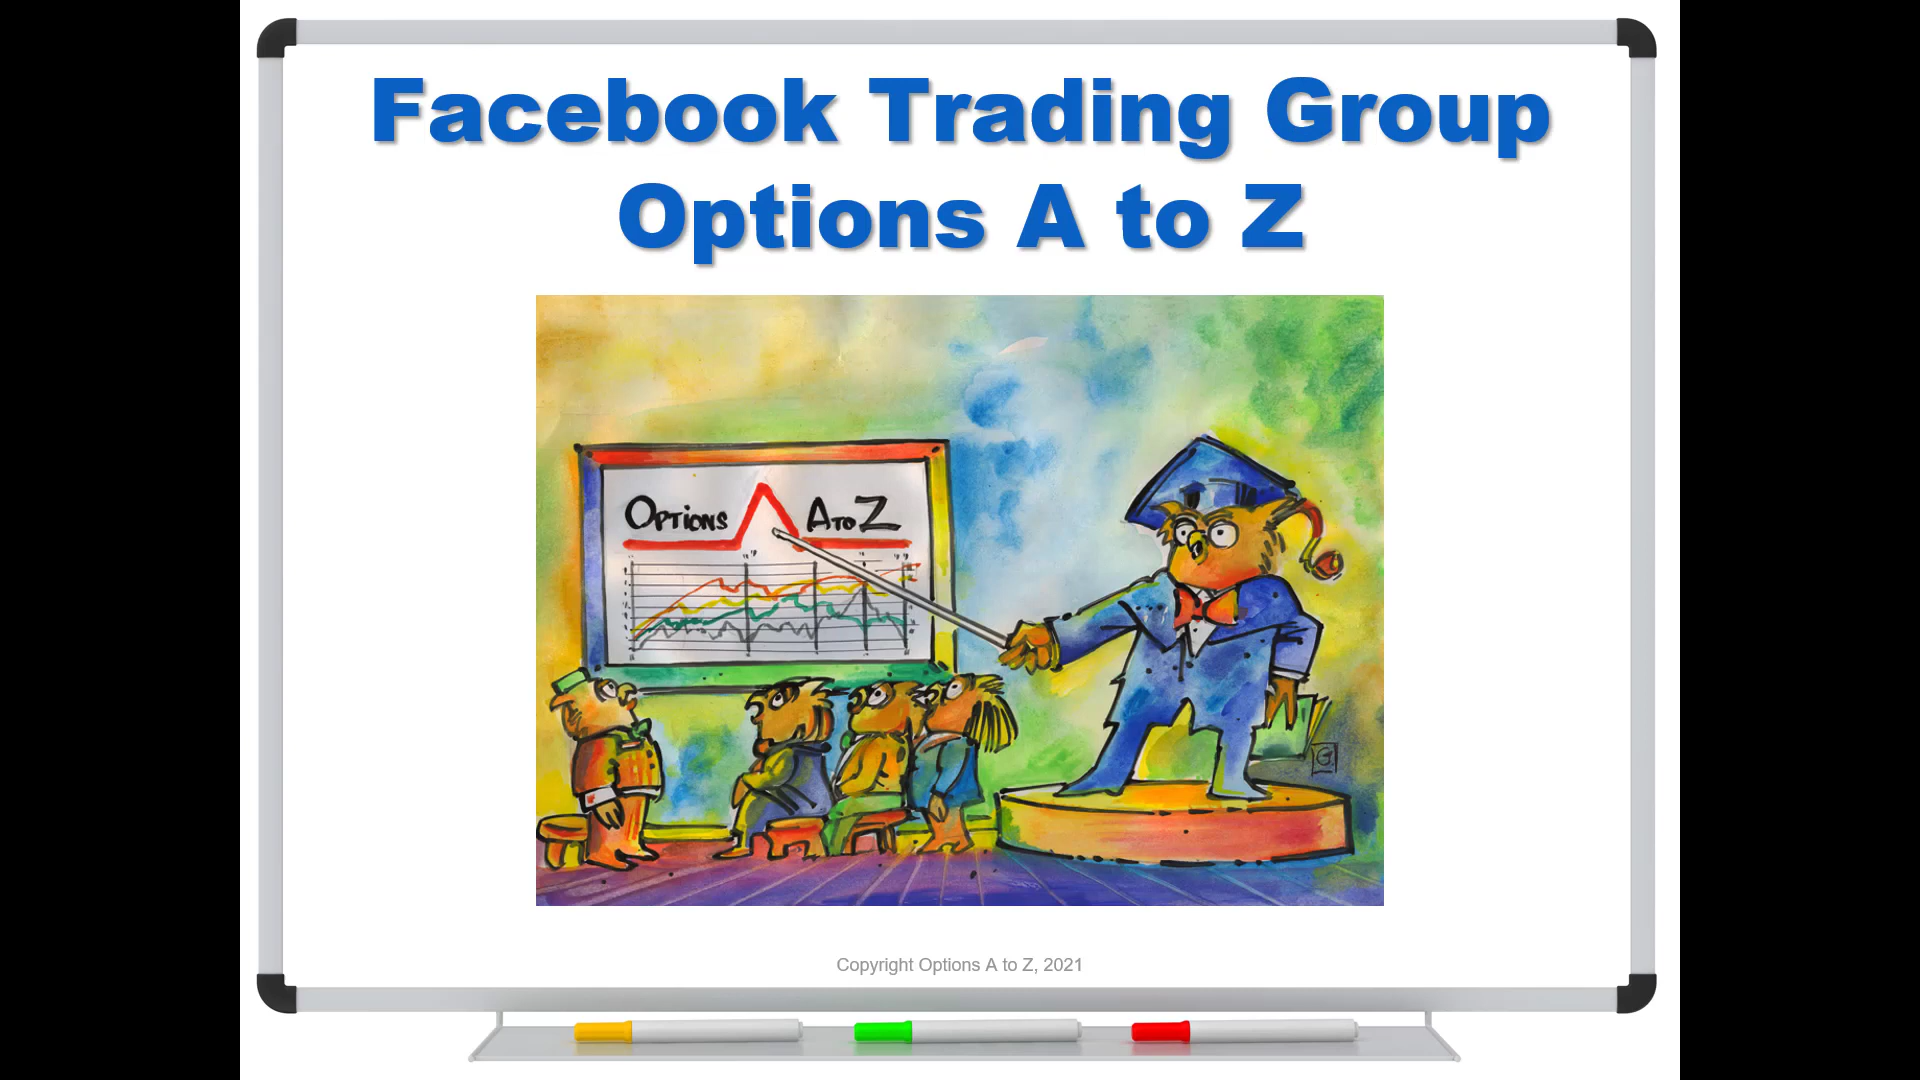 Facebook Trading Group
Options A to Z
OPTIONS A TO Z
G
Copyright Options A to Z, 2021